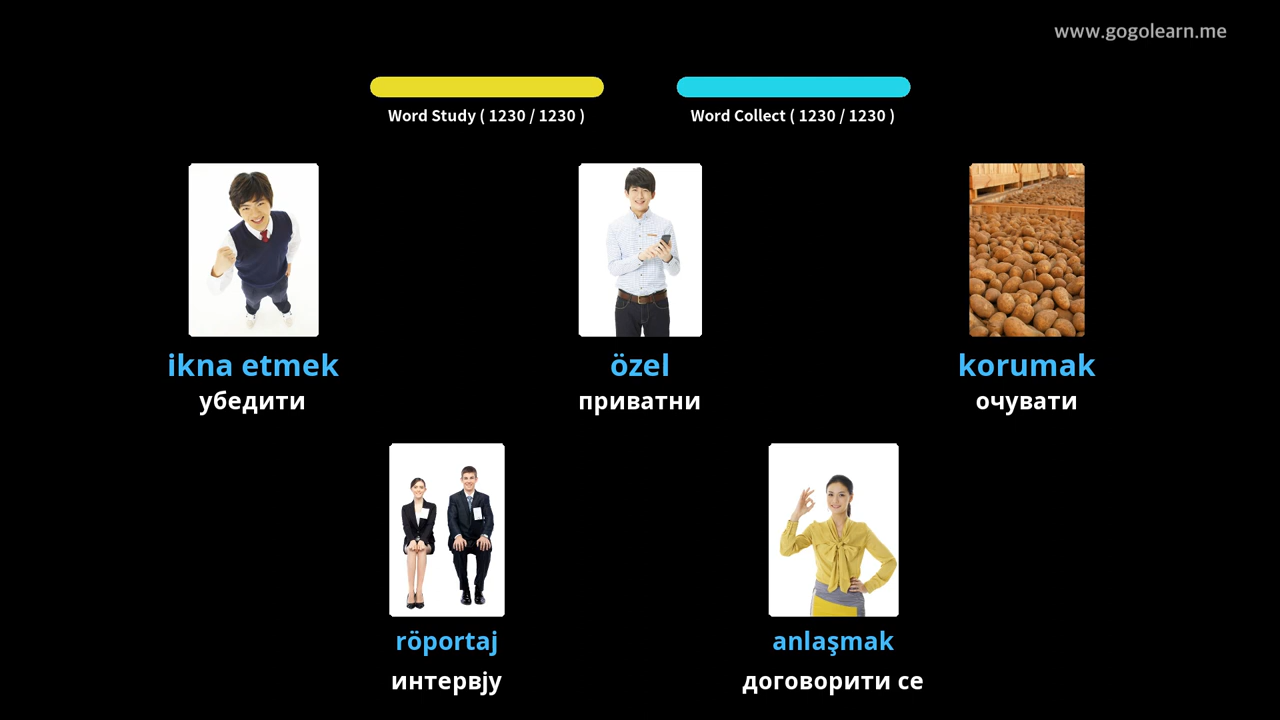 www.gogolearn.me
Word Study ( 1230 / 1230 )
Word Collect ( 1230 / 1230 )
ikna etmek
убедити
özel
приватни
korumak
очувати
röportaj
интервју
anlaşmak
договорити се